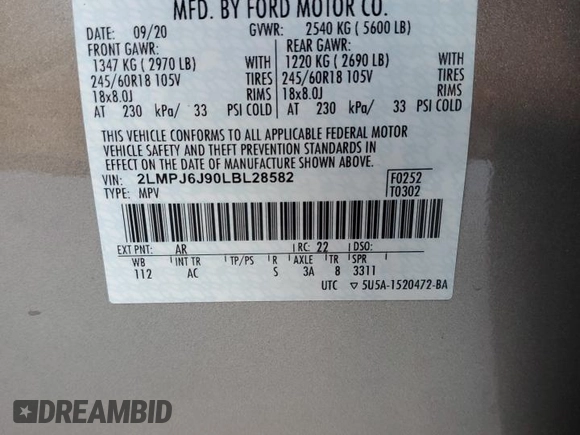 MFD. BY FORD MOTOR CO.
DATE: 09/20 GVWR: 2540 KG ( 5600 LB)
FRONT GAWR: REAR GAWR:
1347 KG ( 2970 LB) WITH 1220 KG ( 2690 LB) WITH
245/60R18 105V TIRES 245/60R18 105V TIRES
18x8.0J RIMS 18x8.0J RIMS
AT 230 kPa/ 33 PSI COLD AT 230 kPa/ 33 PSI COLD
THIS VEHICLE CONFORMS TO ALL APPLICABLE FEDERAL MOTOR
VEHICLE SAFETY AND THEFT PREVENTION STANDARDS IN
EFFECT ON THE DATE OF MANUFACTURE SHOWN ABOVE.
VIN: 2LMPJ6J90LBL28582 F0252
TYPE: MPV T0302
EXT PNT: AR RC: 22 DSO:
WB INT TR TP/PS R AXLE TR SPR
112 AC S 3A 8 3311
UTC ▽ 5U5A-1520472-BA
DREAMBID